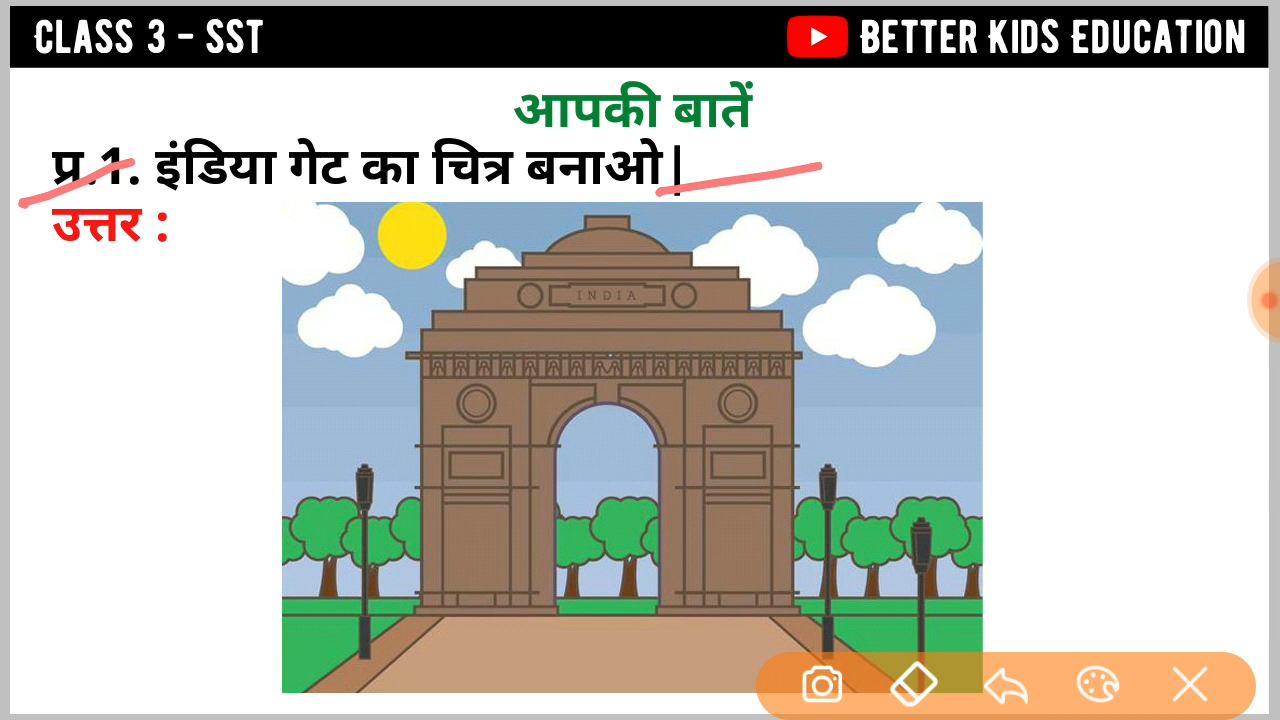 CLASS 3 - SST
BETTER KIDS EDUCATION
आपकी बातें
प्र.1. इंडिया गेट का चित्र बनाओ|
उत्तर :
INDIA